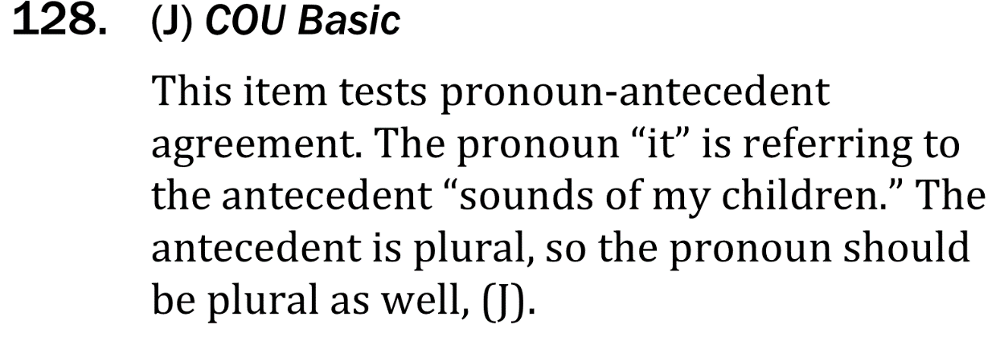 128. (J) COU Basic
This item tests pronoun-antecedent
agreement. The pronoun “it” is referring to
the antecedent “sounds of my children.” The
antecedent is plural, so the pronoun should
be plural as well, (J).